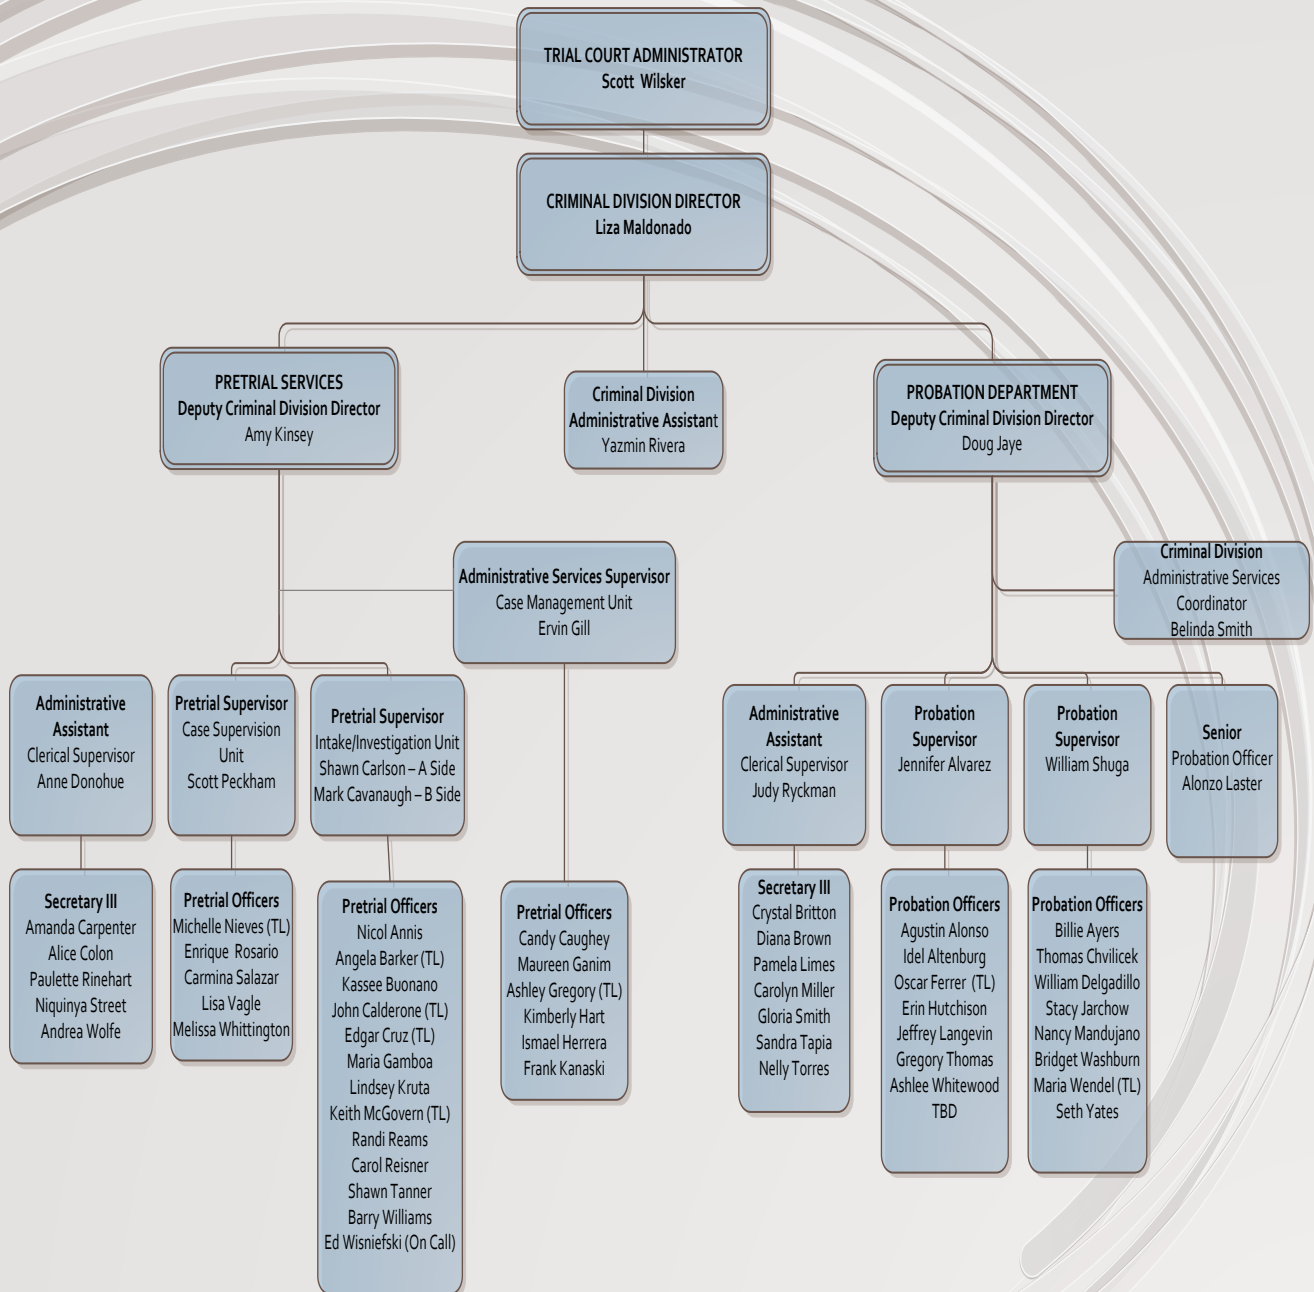 TRIAL COURT ADMINISTRATOR
Scott Wilsker
CRIMINAL DIVISION DIRECTOR
Liza Maldonado
PRETRIAL SERVICES
Deputy Criminal Division Director
Amy Kinsey
Criminal Division
Administrative Assistant
Yazmin Rivera
PROBATION DEPARTMENT
Deputy Criminal Division Director
Doug Jaye
Administrative Services Supervisor
Case Management Unit
Ervin Gill
Criminal Division
Administrative Services
Coordinator
Belinda Smith
Administrative
Assistant
Clerical Supervisor
Anne Donohue
Pretrial Supervisor
Case Supervision
Unit
Scott Peckham
Pretrial Supervisor
Intake/Investigation Unit
Shawn Carlson – A Side
Mark Cavanaugh – B Side
Administrative
Assistant
Clerical Supervisor
Judy Ryckman
Probation
Supervisor
Jennifer Alvarez
Probation
Supervisor
William Shuga
Senior
Probation Officer
Alonzo Laster
Secretary III
Amanda Carpenter
Alice Colon
Paulette Rinehart
Niquinya Street
Andrea Wolfe
Pretrial Officers
Michelle Nieves (TL)
Enrique Rosario
Carmina Salazar
Lisa Vagle
Melissa Whittington
Pretrial Officers
Nicol Annis
Angela Barker (TL)
Kassee Buonano
John Calderone (TL)
Edgar Cruz (TL)
Maria Gamboa
Lindsey Kruta
Keith McGovern (TL)
Randi Reams
Carol Reisner
Shawn Tanner
Barry Williams
Ed Wisniefski (On Call)
Pretrial Officers
Candy Caughey
Maureen Ganim
Ashley Gregory (TL)
Kimberly Hart
Ismael Herrera
Frank Kanaski
Secretary III
Crystal Britton
Diana Brown
Pamela Limes
Carolyn Miller
Gloria Smith
Sandra Tapia
Nelly Torres
Probation Officers
Agustin Alonso
Idel Altenburg
Oscar Ferrer (TL)
Erin Hutchison
Jeffrey Langevin
Gregory Thomas
Ashlee Whitewood
TBD
Probation Officers
Billie Ayers
Thomas Chvilicek
William Delgadillo
Stacy Jarchow
Nancy Mandujano
Bridget Washburn
Maria Wendel (TL)
Seth Yates